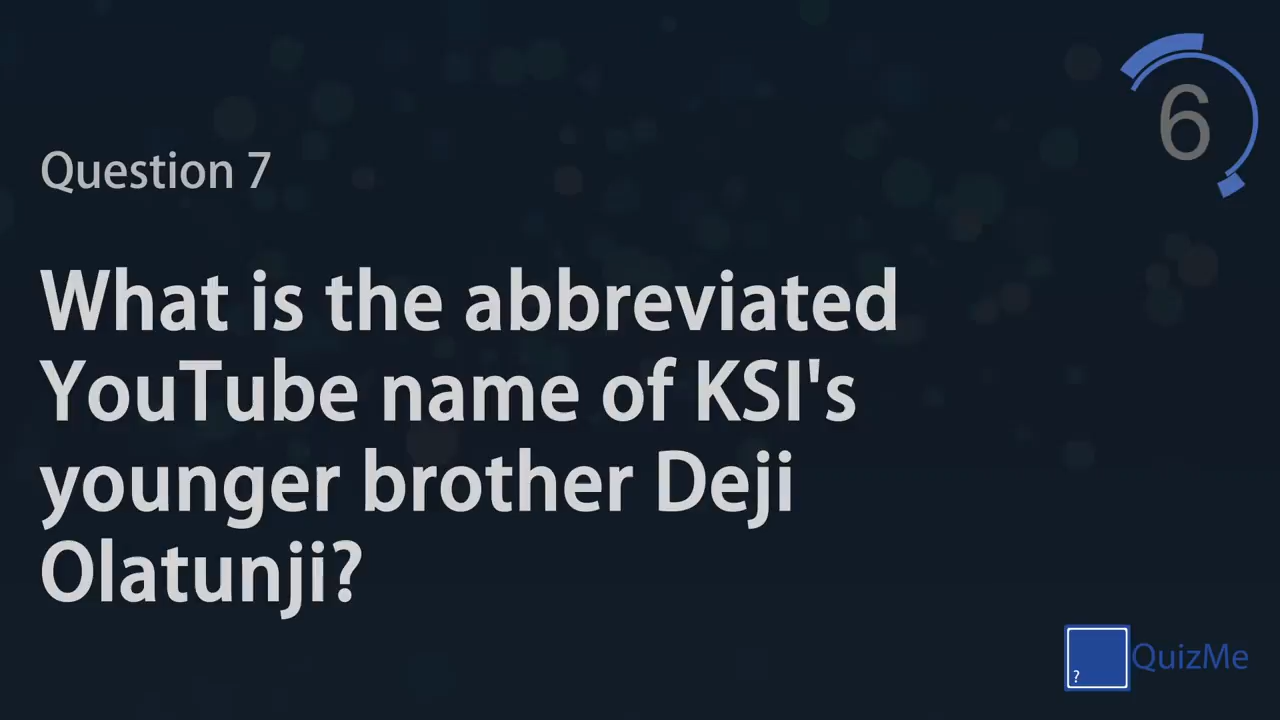 6
Question 7
What is the abbreviated
YouTube name of KSI's
younger brother Deji
Olatunji?
? QuizMe